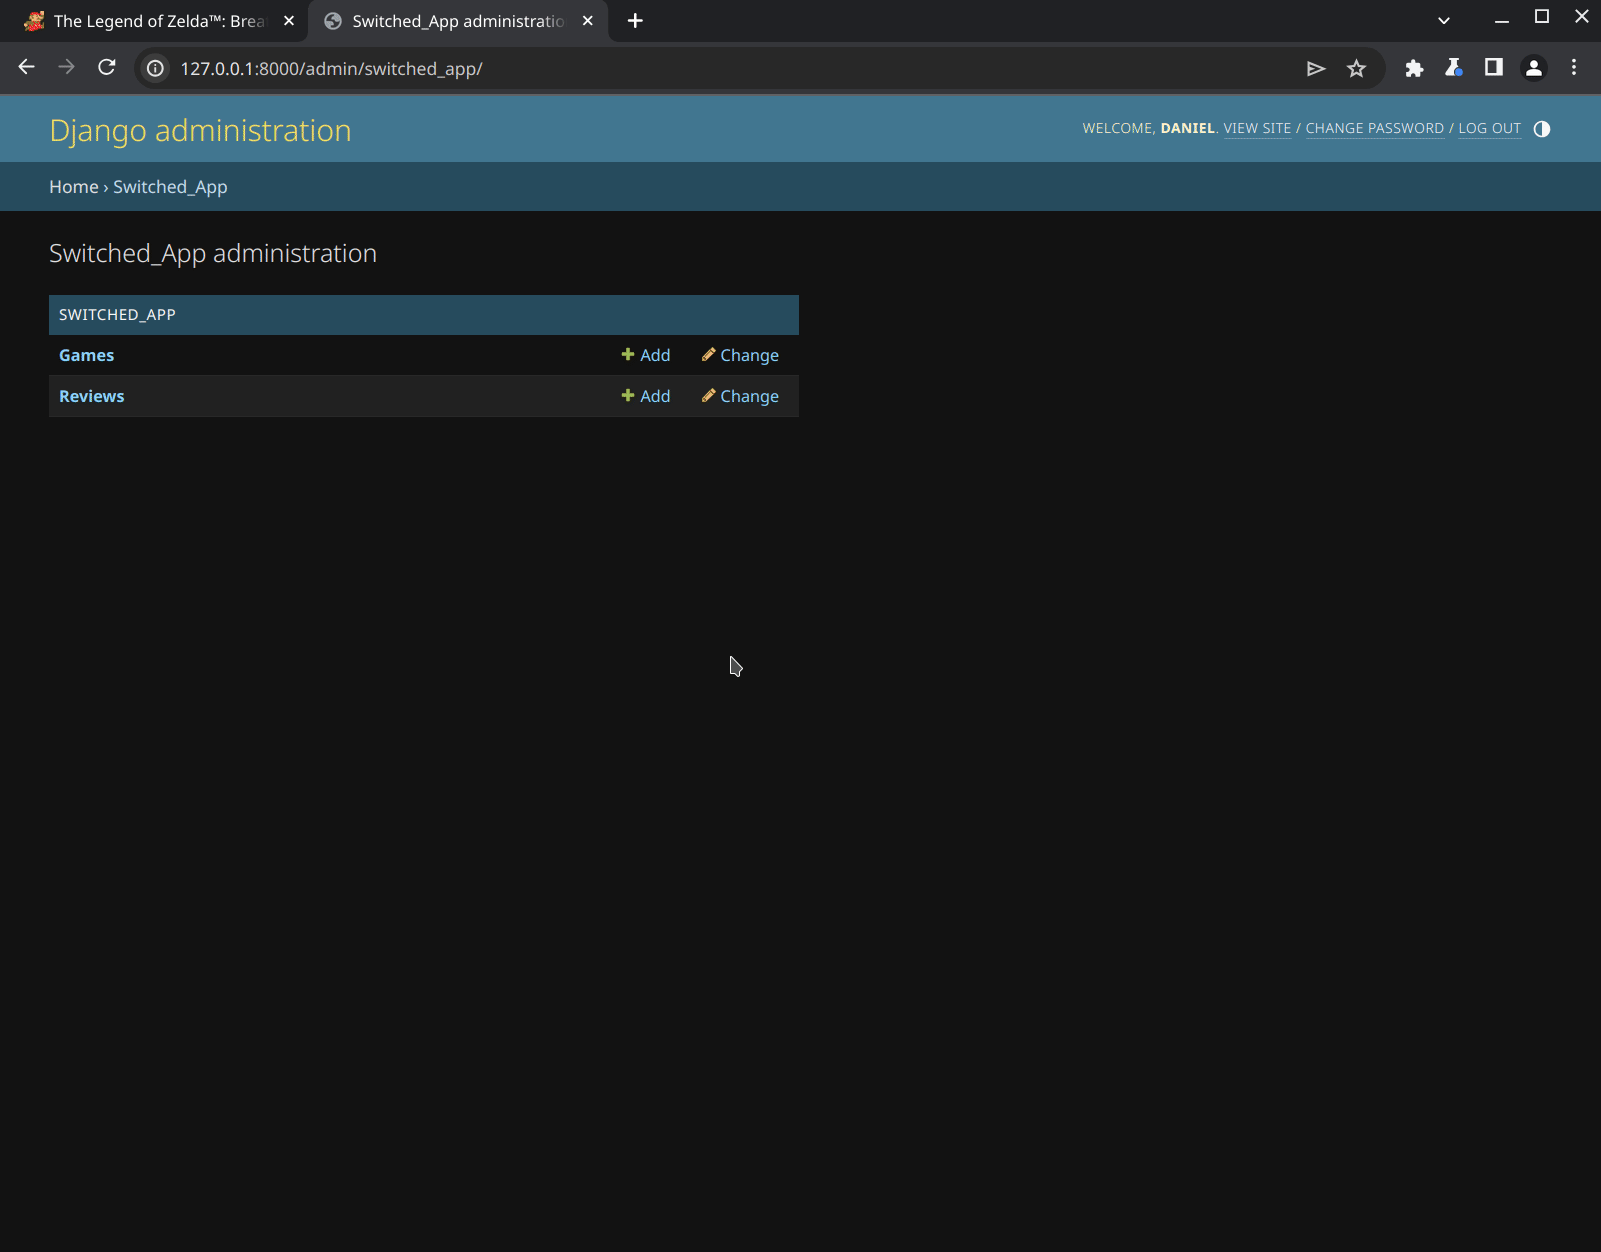 The Legend of Zelda™: Brea
Switched_App administratio
127.0.0.1:8000/admin/switched_app/
Django administration
WELCOME, DANIEL. VIEW SITE / CHANGE PASSWORD / LOG OUT
Home › Switched_App
Switched_App administration
SWITCHED_APP
Games Add Change
Reviews Add Change